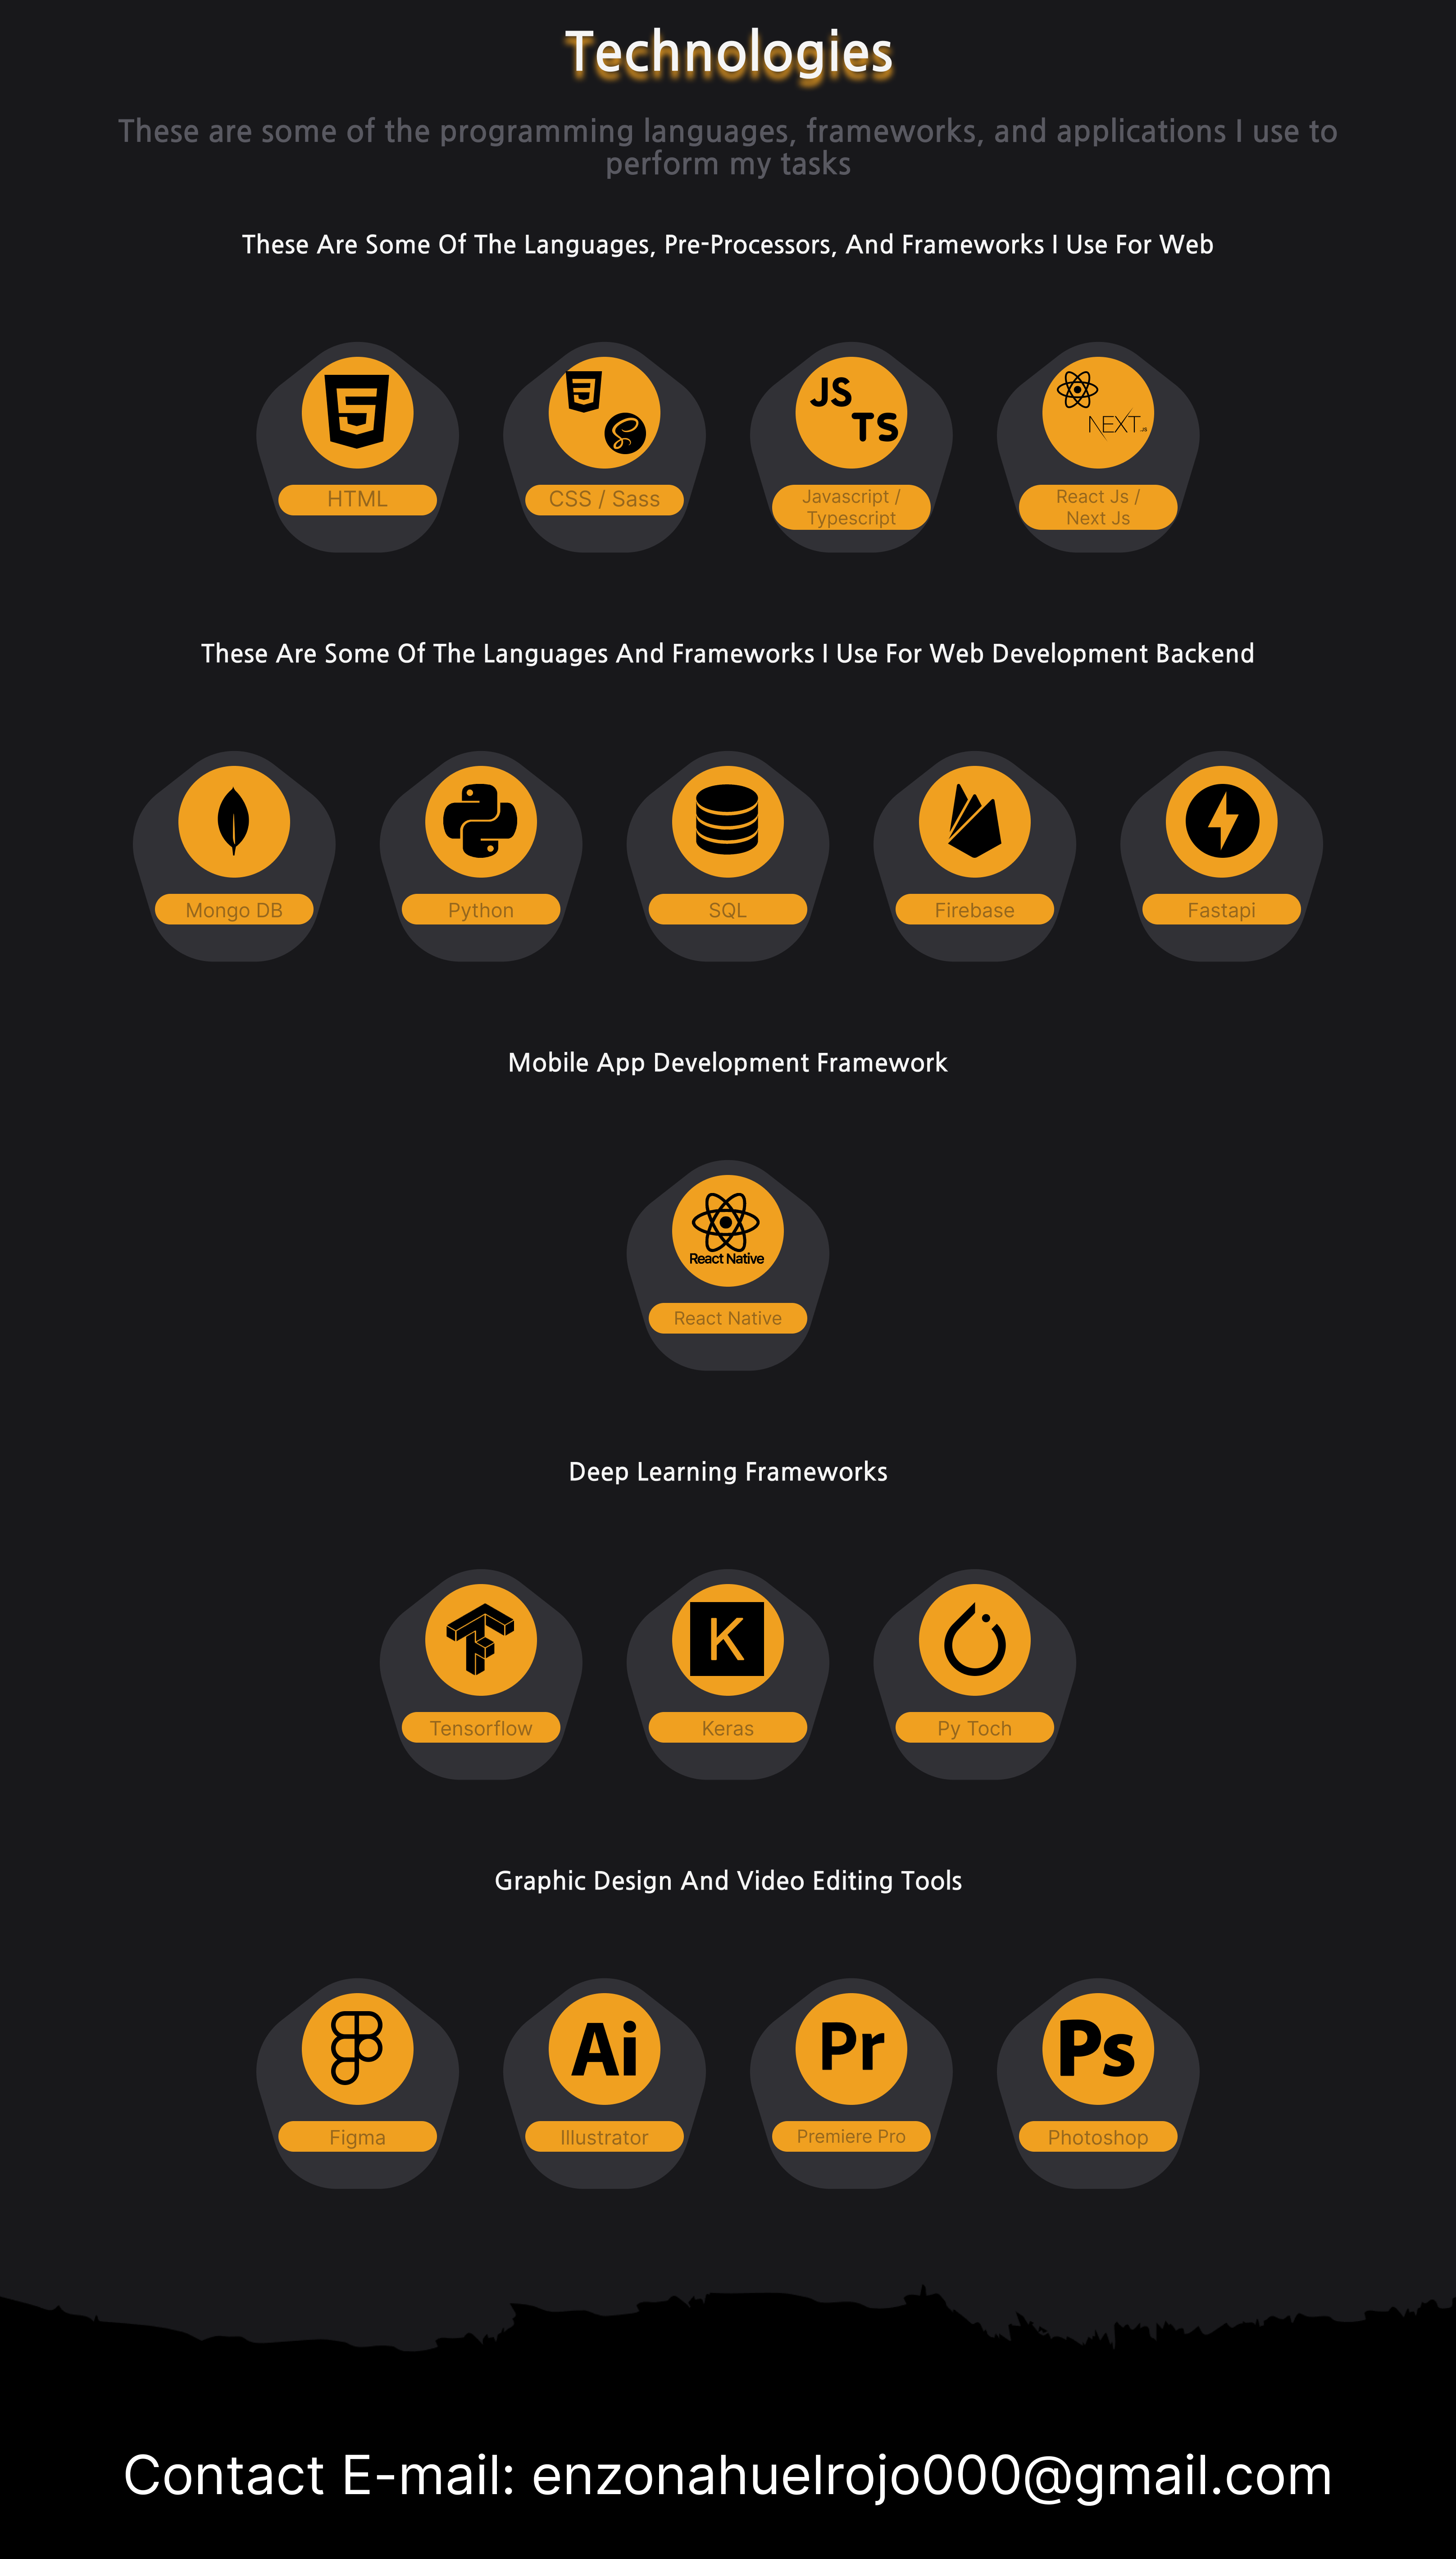 Technologies
These are some of the programming languages, frameworks, and applications I use to
perform my tasks
These Are Some Of The Languages, Pre-Processors, And Frameworks I Use For Web
JS
TS
NEXT.JS
HTML
CSS / Sass
Javascript /
Typescript
React Js /
Next Js
These Are Some Of The Languages And Frameworks I Use For Web Development Backend
Mongo DB
Python
SQL
Firebase
Fastapi
Mobile App Development Framework
React Native
React Native
Deep Learning Frameworks
K
Tensorflow
Keras
Py Toch
Graphic Design And Video Editing Tools
Ai
Pr
Ps
Figma
Illustrator
Premiere Pro
Photoshop
Contact E-mail: enzonahuelrojo000@gmail.com